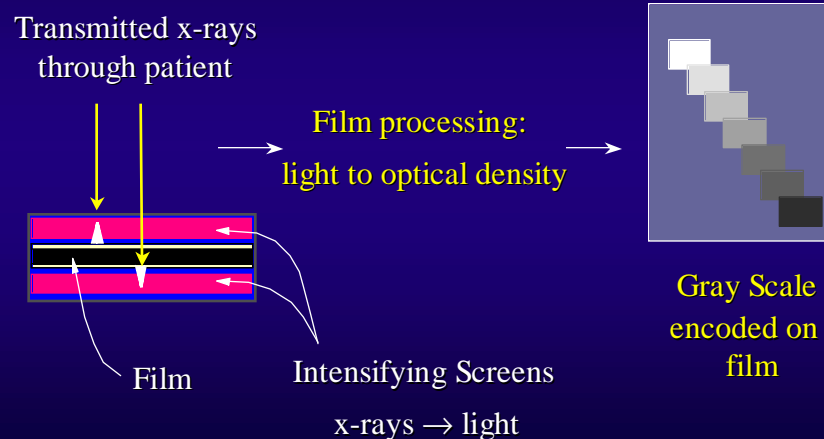 Transmitted x-rays
through patient
Film processing:
light to optical density
Gray Scale
encoded on
film
Film
Intensifying Screens
x-rays → light